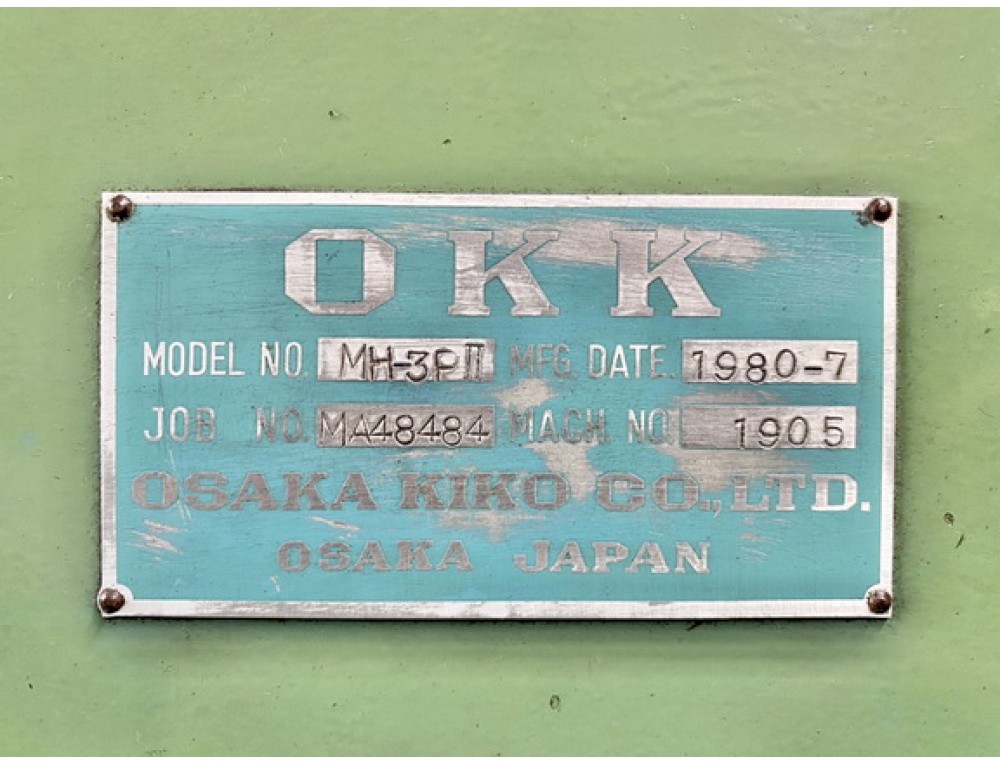 OKK
MODEL NO. MH-3PII MFG. DATE. 1980-7
JOB NO. MA48484 MACH. NO. 1905
OSAKA KIKO CO., LTD.
OSAKA JAPAN